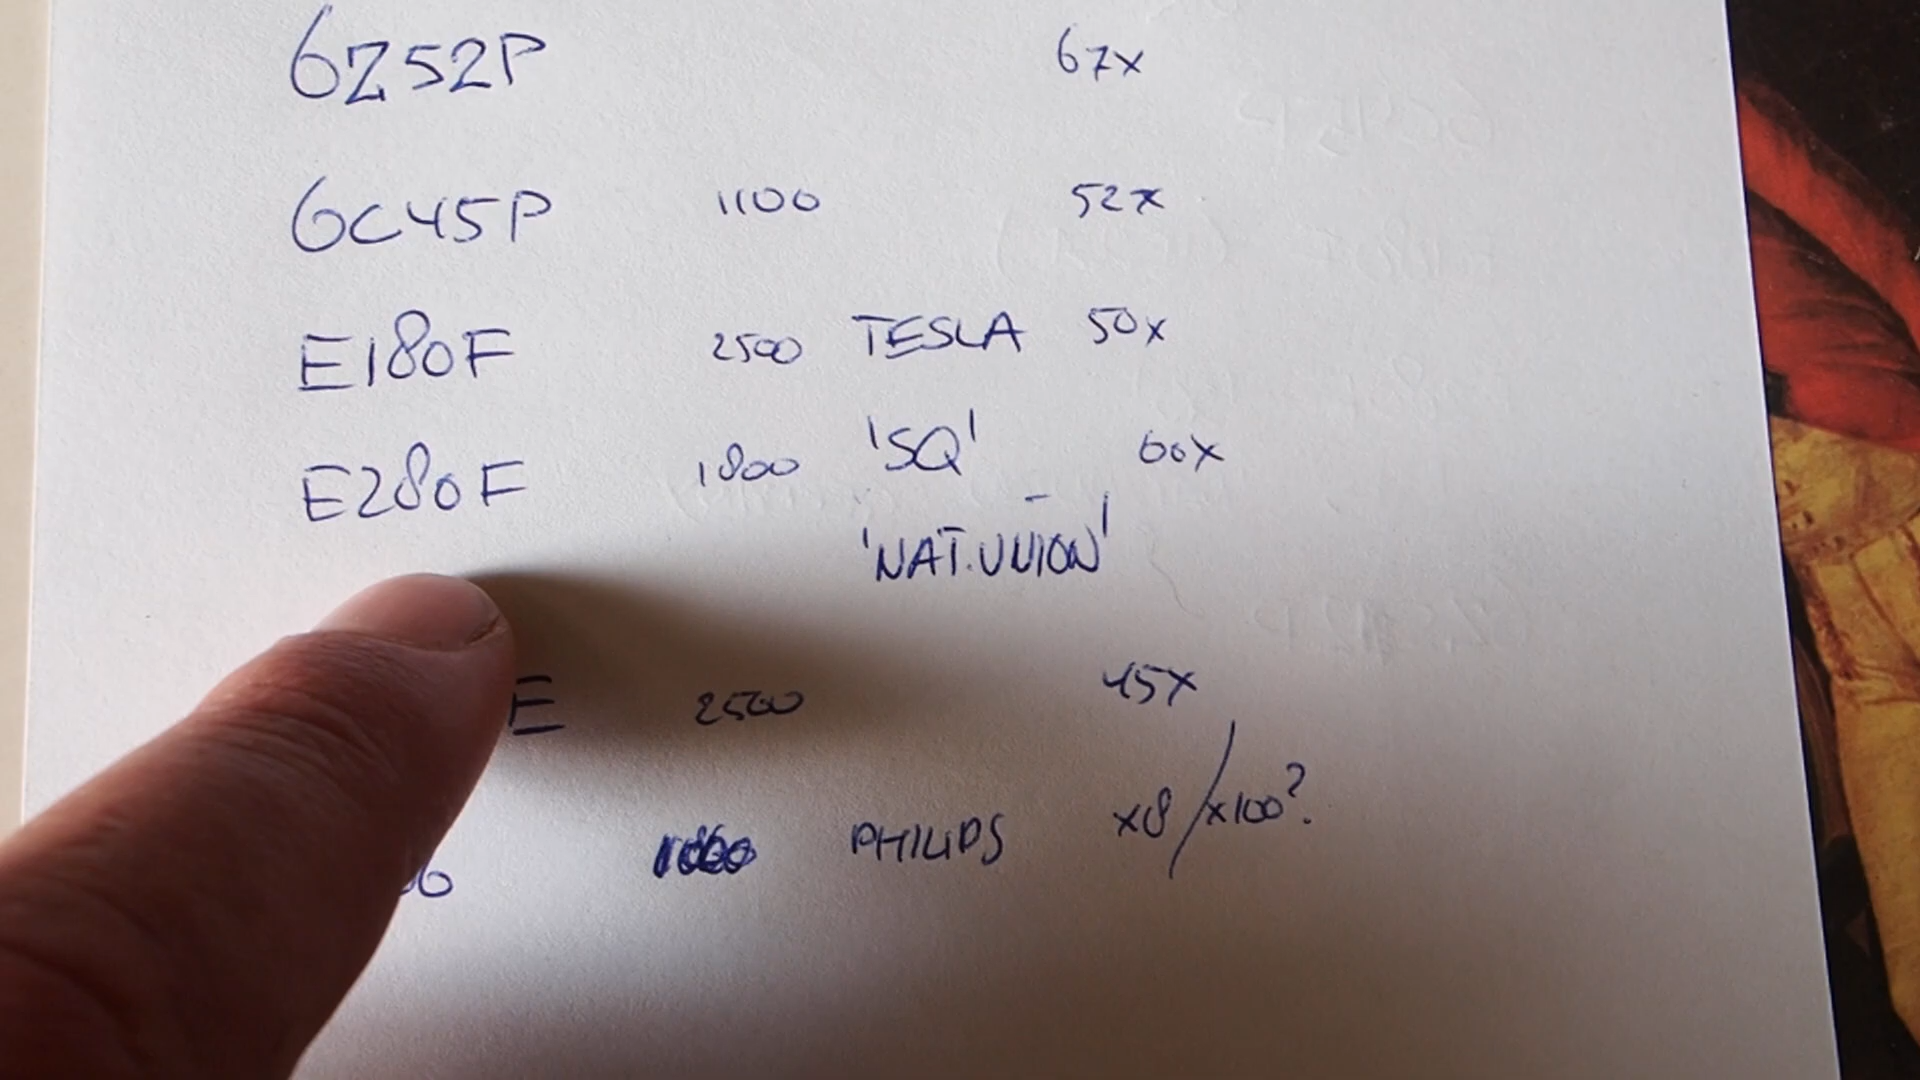 6Z52P 67x
6C45P 1100 52x
E180F 2500 TESLA 50x
E280F 1800 'SQ' 60x
'NAT.UNION'
E 2500 45x
PHILIPS x8/x100?